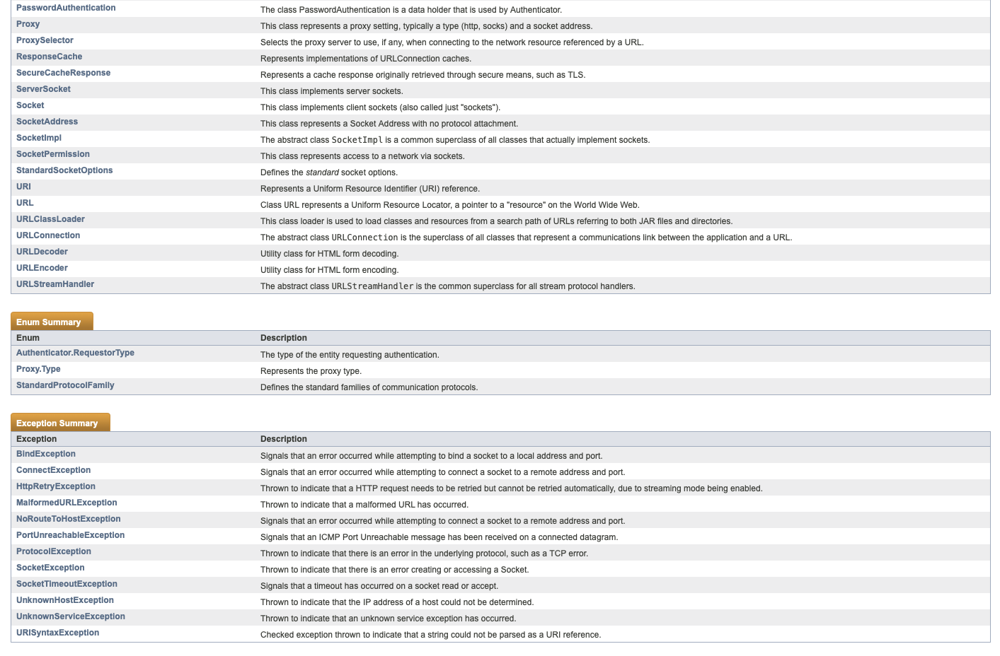 PasswordAuthentication The class PasswordAuthentication is a data holder that is used by Authenticator.
Proxy This class represents a proxy setting, typically a type (http, socks) and a socket address.
ProxySelector Selects the proxy server to use, if any, when connecting to the network resource referenced by a URL.
ResponseCache Represents implementations of URLConnection caches.
SecureCacheResponse Represents a cache response originally retrieved through secure means, such as TLS.
ServerSocket This class implements server sockets.
Socket This class implements client sockets (also called just "sockets").
SocketAddress This class represents a Socket Address with no protocol attachment.
SocketImpl The abstract class SocketImpl is a common superclass of all classes that actually implement sockets.
SocketPermission This class represents access to a network via sockets.
StandardSocketOptions Defines the standard socket options.
URI Represents a Uniform Resource Identifier (URI) reference.
URL Class URL represents a Uniform Resource Locator, a pointer to a "resource" on the World Wide Web.
URLClassLoader This class loader is used to load classes and resources from a search path of URLs referring to both JAR files and directories.
URLConnection The abstract class URLConnection is the superclass of all classes that represent a communications link between the application and a URL.
URLDecoder Utility class for HTML form decoding.
URLEncoder Utility class for HTML form encoding.
URLStreamHandler The abstract class URLStreamHandler is the common superclass for all stream protocol handlers.
Enum Summary
Enum Description
Authenticator.RequestorType The type of the entity requesting authentication.
Proxy.Type Represents the proxy type.
StandardProtocolFamily Defines the standard families of communication protocols.
Exception Summary
Exception Description
BindException Signals that an error occurred while attempting to bind a socket to a local address and port.
ConnectException Signals that an error occurred while attempting to connect a socket to a remote address and port.
HttpRetryException Thrown to indicate that a HTTP request needs to be retried but cannot be retried automatically, due to streaming mode being enabled.
MalformedURLException Thrown to indicate that a malformed URL has occurred.
NoRouteToHostException Signals that an error occurred while attempting to connect a socket to a remote address and port.
PortUnreachableException Signals that an ICMP Port Unreachable message has been received on a connected datagram.
ProtocolException Thrown to indicate that there is an error in the underlying protocol, such as a TCP error.
SocketException Thrown to indicate that there is an error creating or accessing a Socket.
SocketTimeoutException Signals that a timeout has occurred on a socket read or accept.
UnknownHostException Thrown to indicate that the IP address of a host could not be determined.
UnknownServiceException Thrown to indicate that an unknown service exception has occurred.
URISyntaxException Checked exception thrown to indicate that a string could not be parsed as a URI reference.